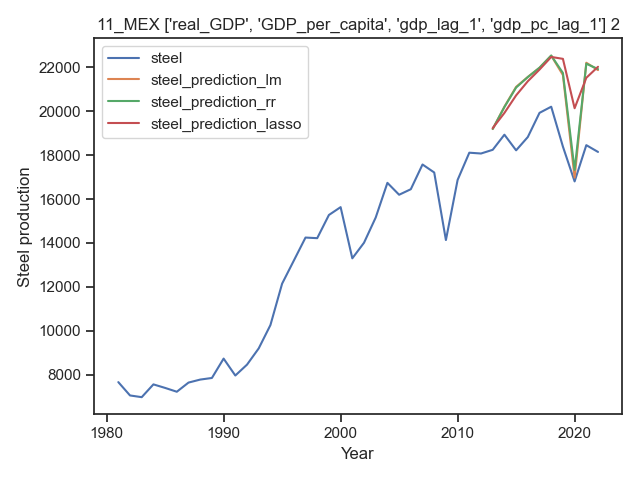 11_MEX ['real_GDP', 'GDP_per_capita', 'gdp_lag_1', 'gdp_pc_lag_1'] 2
steel
steel_prediction_lm
steel_prediction_rr
steel_prediction_lasso
22000
20000
18000
16000
14000
12000
10000
8000
Steel production
1980
1990
2000
2010
2020
Year